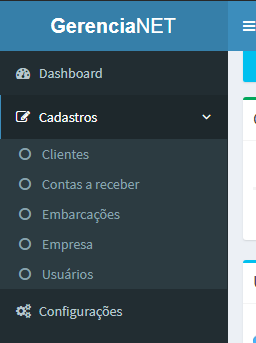 GerenciaNET
Dashboard
Cadastros
Clientes
Contas a receber
Embarcações
Empresa
Usuários
Configurações